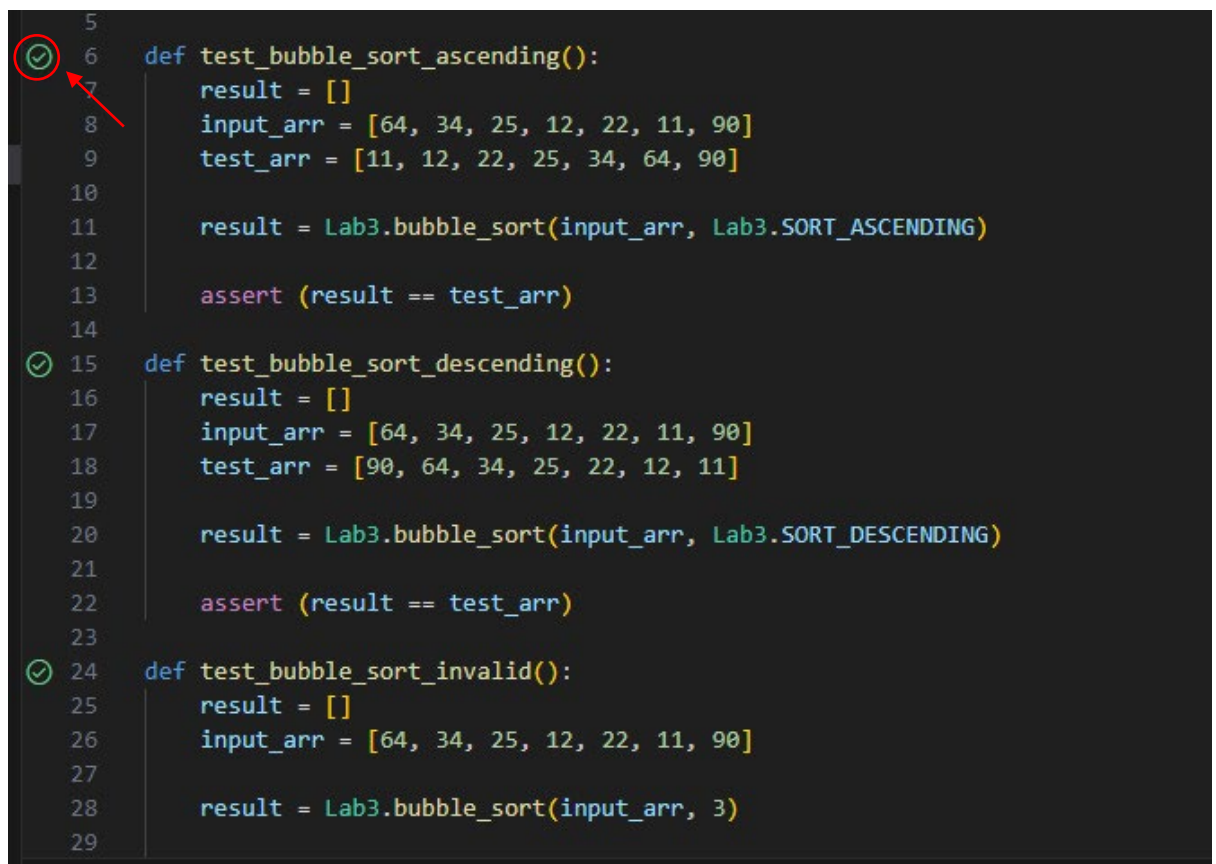 5
6 def test_bubble_sort_ascending():
7 result = []
8 input_arr = [64, 34, 25, 12, 22, 11, 90]
9 test_arr = [11, 12, 22, 25, 34, 64, 90]
10
11 result = Lab3.bubble_sort(input_arr, Lab3.SORT_ASCENDING)
12
13 assert (result == test_arr)
14
15 def test_bubble_sort_descending():
16 result = []
17 input_arr = [64, 34, 25, 12, 22, 11, 90]
18 test_arr = [90, 64, 34, 25, 22, 12, 11]
19
20 result = Lab3.bubble_sort(input_arr, Lab3.SORT_DESCENDING)
21
22 assert (result == test_arr)
23
24 def test_bubble_sort_invalid():
25 result = []
26 input_arr = [64, 34, 25, 12, 22, 11, 90]
27
28 result = Lab3.bubble_sort(input_arr, 3)
29